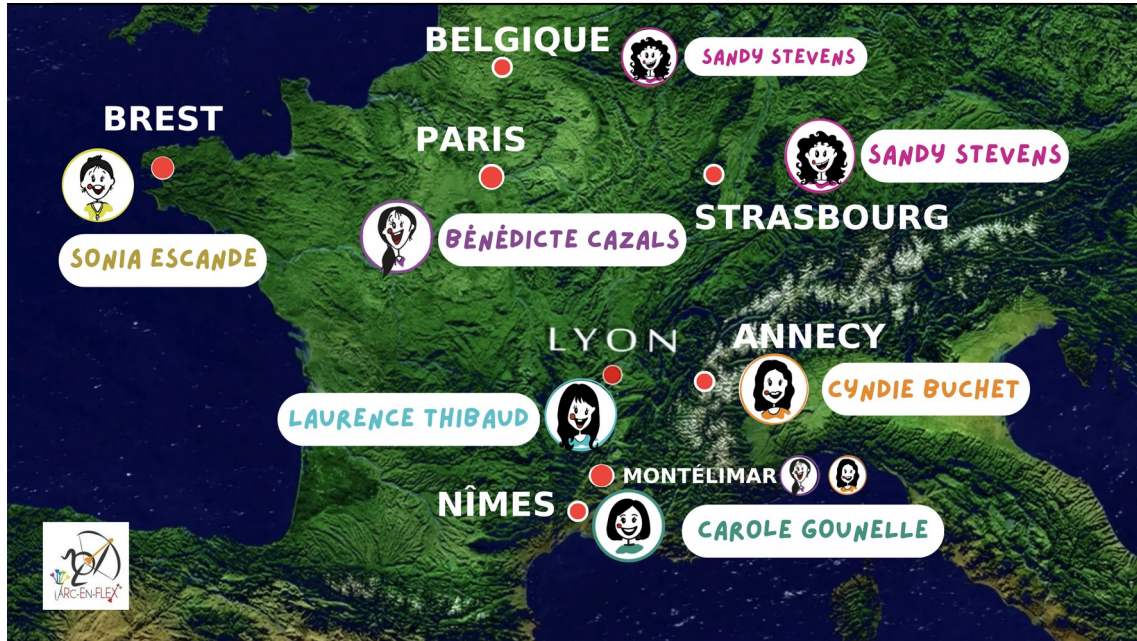 BELGIQUE
SANDY STEVENS
BREST
PARIS
SANDY STEVENS
STRASBOURG
BÉNÉDICTE CAZALS
SONIA ESCANDE
LYON
ANNECY
CYNDIE BUCHET
LAURENCE THIBAUD
MONTÉLIMAR
NÎMES
CAROLE GOUNELLE
L'ARC-EN-FLEX